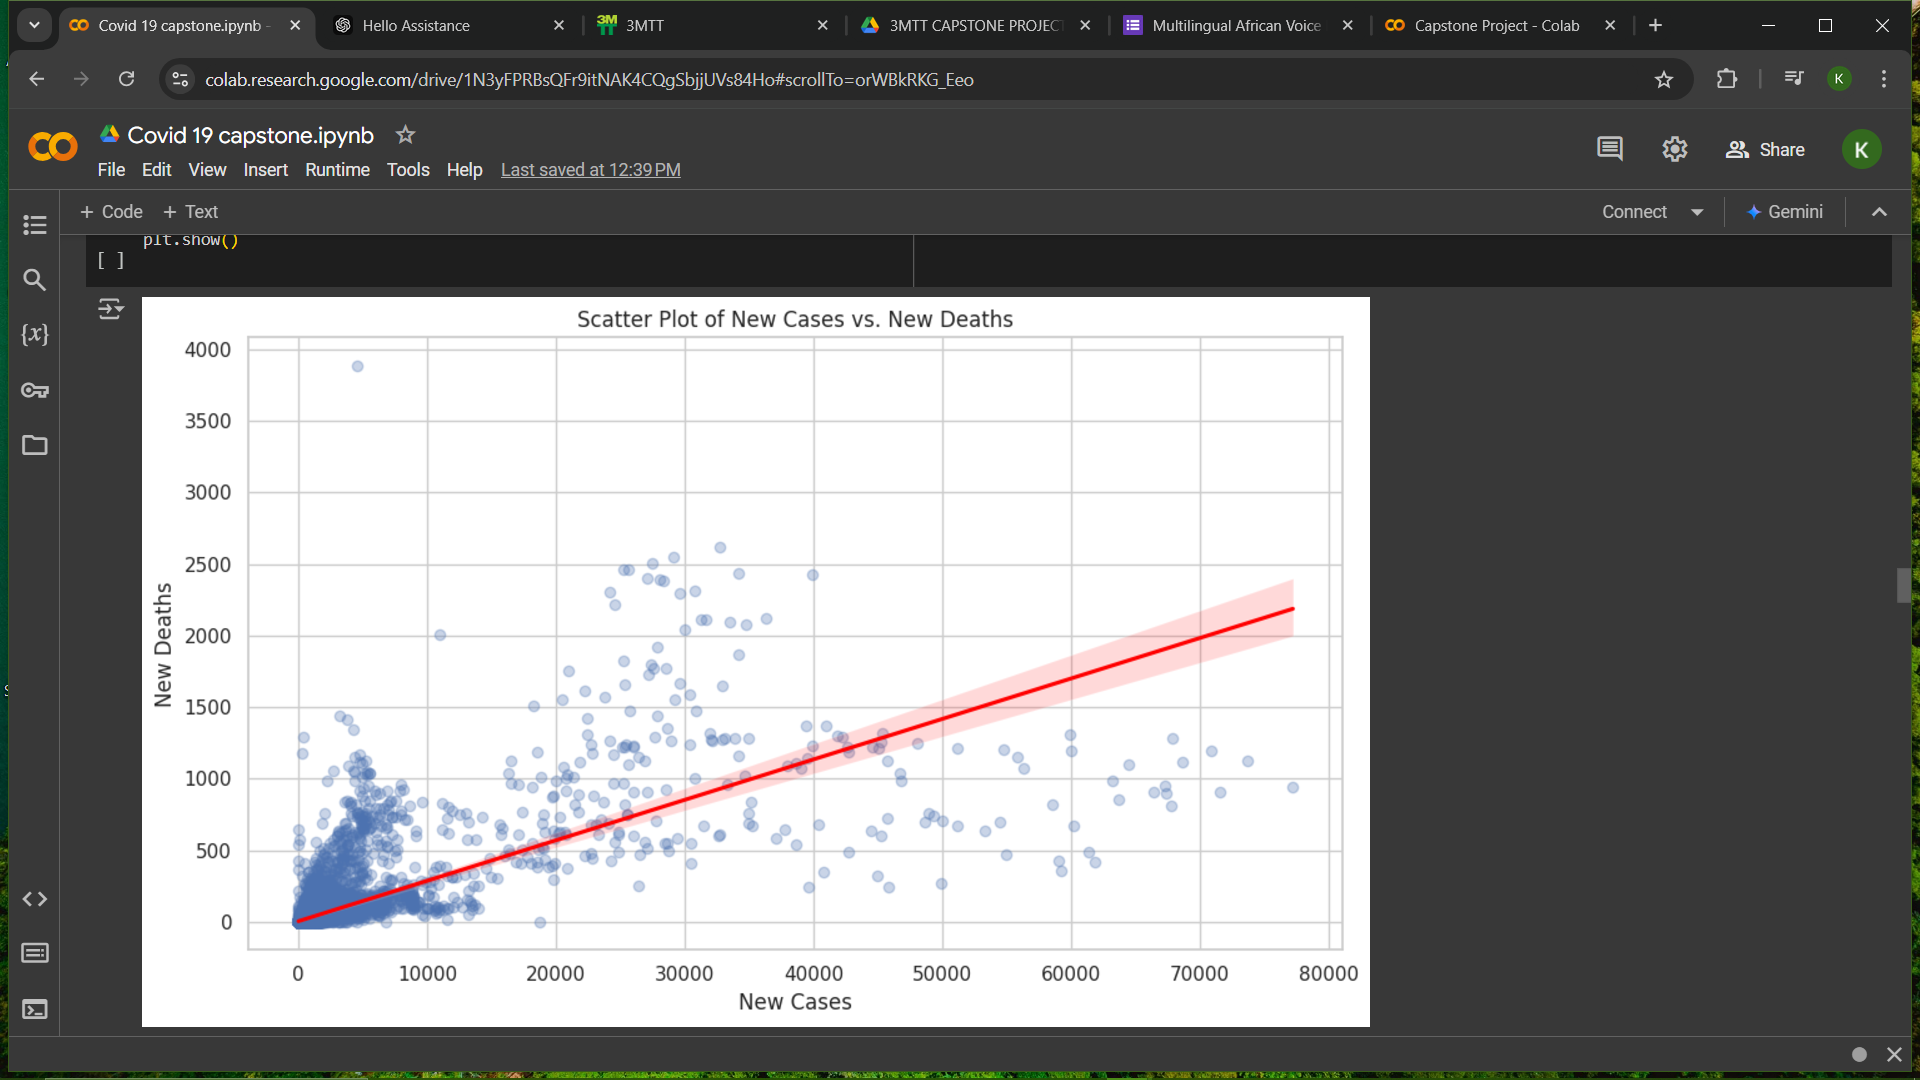 Covid 19 capstone.ipynb -
Hello Assistance
3MTT
3MTT CAPSTONE PROJECT
Multilingual African Voice
Capstone Project - Colab
colab.research.google.com/drive/1N3yFPRBsQFr9itNAK4CQgSbjjUVs84Ho#scrollTo=orWBkRKG_Eeo
K
Covid 19 capstone.ipynb
Share
K
File Edit View Insert Runtime Tools Help Last saved at 12:39 PM
+ Code + Text
Connect
Gemini
plt.show()
[ ]
Scatter Plot of New Cases vs. New Deaths
4000
3500
3000
2500
2000
1500
1000
500
0
New Deaths
0 10000 20000 30000 40000 50000 60000 70000 80000
New Cases